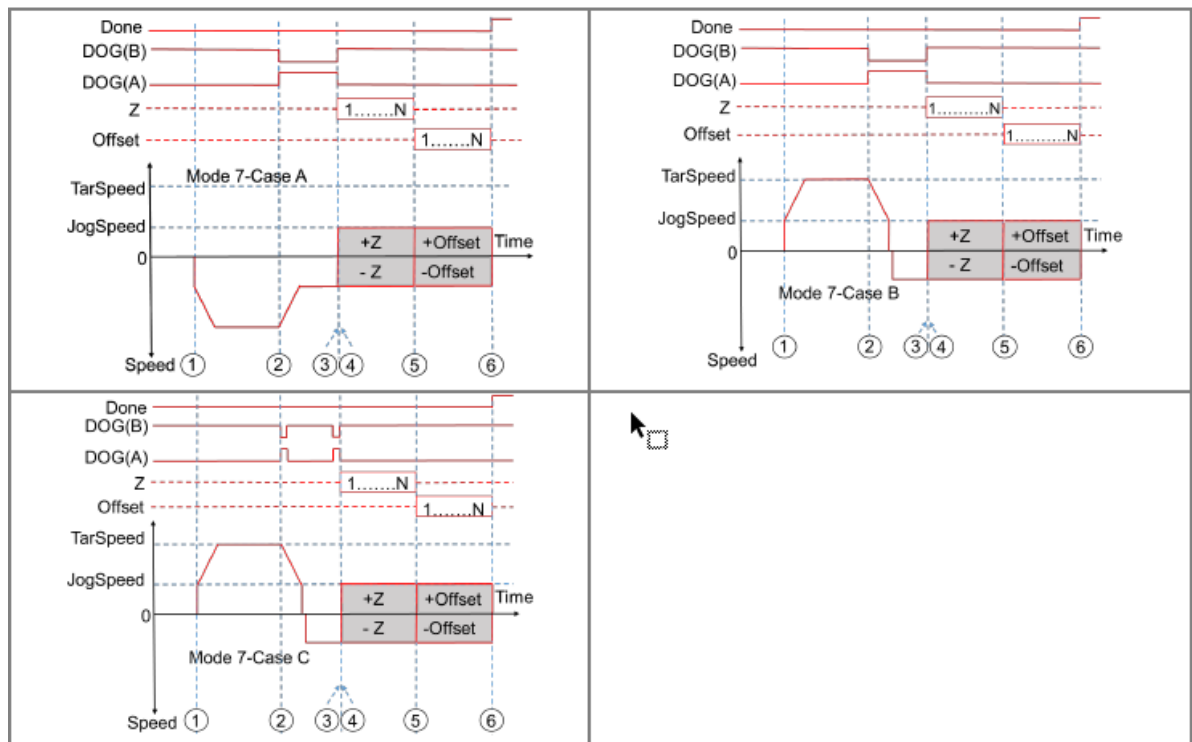 Done
DOG(B)
DOG(A)
Z
1.......N
Offset
1.......N
Mode 7-Case A
TarSpeed
JogSpeed
+Z
+Offset
Time
0
- Z
-Offset
Speed
① ② ③ ④ ⑤ ⑥
Done
DOG(B)
DOG(A)
Z
1.........N
Offset
1..........N
TarSpeed
JogSpeed
+Z
+Offset
Time
0
- Z
-Offset
Mode 7-Case B
Speed
① ② ③ ④ ⑤ ⑥
Done
DOG(B)
DOG(A)
Z
1.......N
Offset
1.......N
TarSpeed
JogSpeed
+Z
+Offset
Time
0
- Z
-Offset
Mode 7-Case C
Speed
① ② ③ ④ ⑤ ⑥